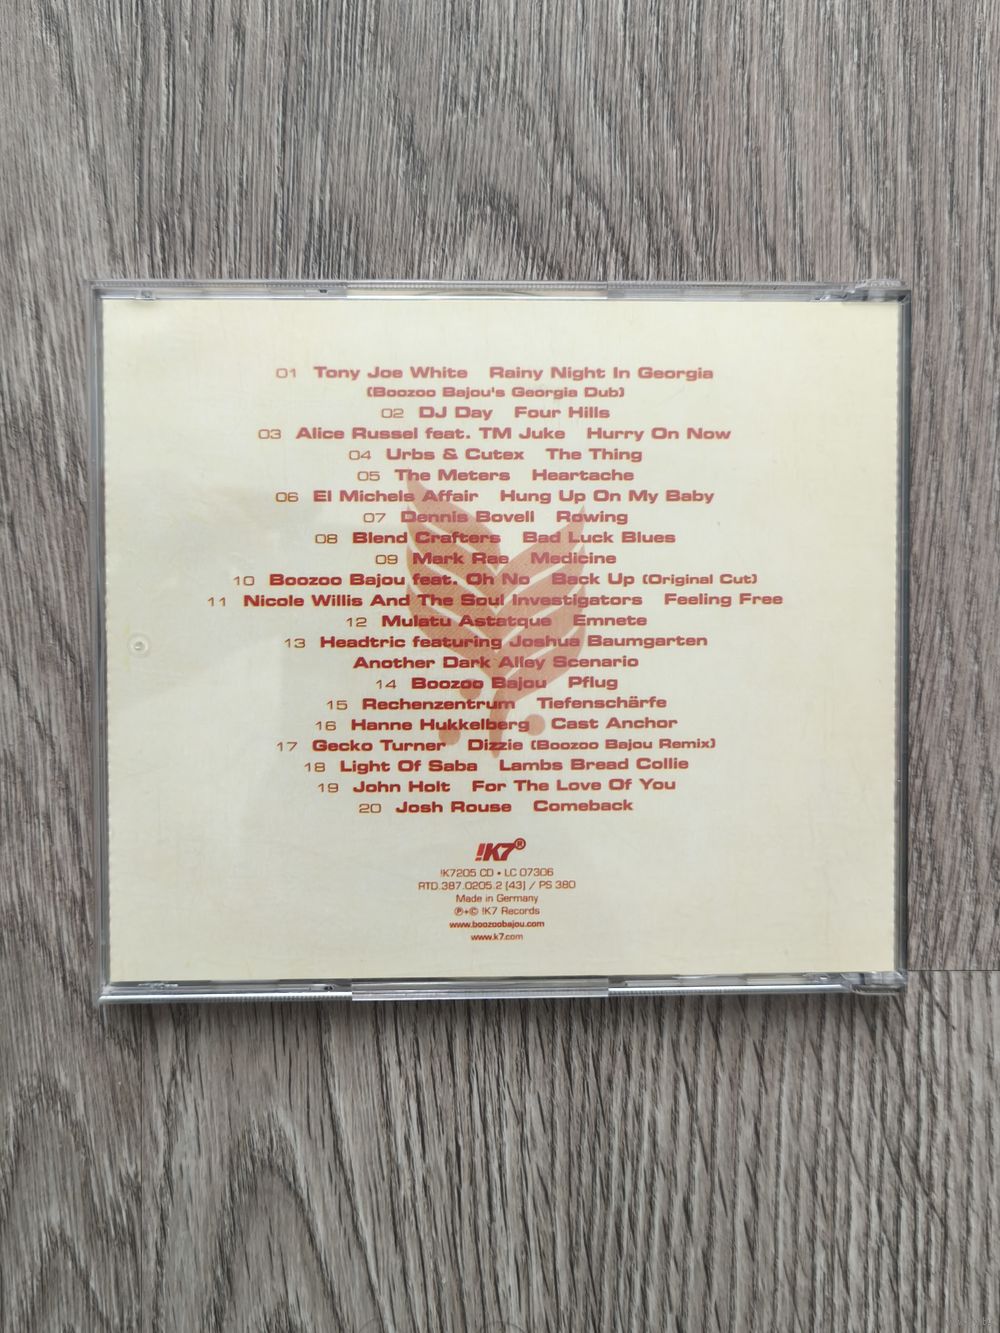 01 Tony Joe White Rainy Night In Georgia
(Boozoo Bajou's Georgia Dub)
02 DJ Day Four Hills
03 Alice Russel feat. TM Juke Hurry On Now
04 Urbs & Cutex The Thing
05 The Meters Heartache
06 El Michels Affair Hung Up On My Baby
07 Dennis Bovell Rowing
08 Blend Crafters Bad Luck Blues
09 Mark Rae Medicine
10 Boozoo Bajou feat. Oh No Back Up (Original Cut)
11 Nicole Willis And The Soul Investigators Feeling Free
12 Mulatu Astatque Emnete
13 Headtric featuring Joshua Baumgarten
Another Dark Alley Scenario
14 Boozoo Bajou Pflug
15 Rechenzentrum Tiefenschärfe
16 Hanne Hukkelberg Cast Anchor
17 Gecko Turner Dizzie (Boozoo Bajou Remix)
18 Light Of Saba Lambs Bread Collie
19 John Holt For The Love Of You
20 Josh Rouse Comeback
!K7®
!K7205 CD • LC 07306
RTD 387.0205.2 [43] / PS 380
Made in Germany
℗+© !K7 Records
www.boozoobajou.com
www.k7.com